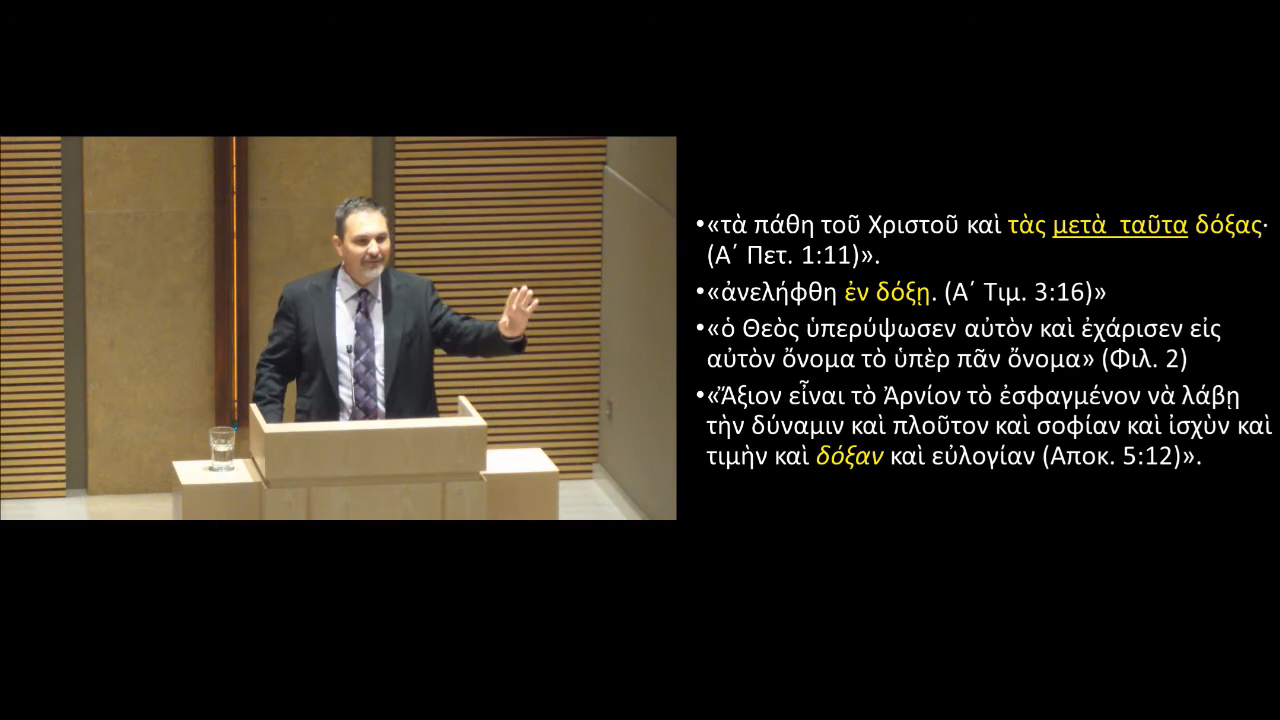 •«τὰ πάθη τοῦ Χριστοῦ καὶ τὰς μετὰ ταῦτα δόξας·
(Α΄ Πετ. 1:11)».
•«ἀνελήφθη ἐν δόξῃ. (Α΄ Τιμ. 3:16)»
•«ὁ Θεὸς ὑπερύψωσεν αὐτὸν καὶ ἐχάρισεν εἰς
αὐτὸν ὄνομα τὸ ὑπὲρ πᾶν ὄνομα» (Φιλ. 2)
•«Ἄξιον εἶναι τὸ Ἀρνίον τὸ ἐσφαγμένον νὰ λάβῃ
τὴν δύναμιν καὶ πλοῦτον καὶ σοφίαν καὶ ἰσχὺν καὶ
τιμὴν καὶ δόξαν καὶ εὐλογίαν (Αποκ. 5:12)».